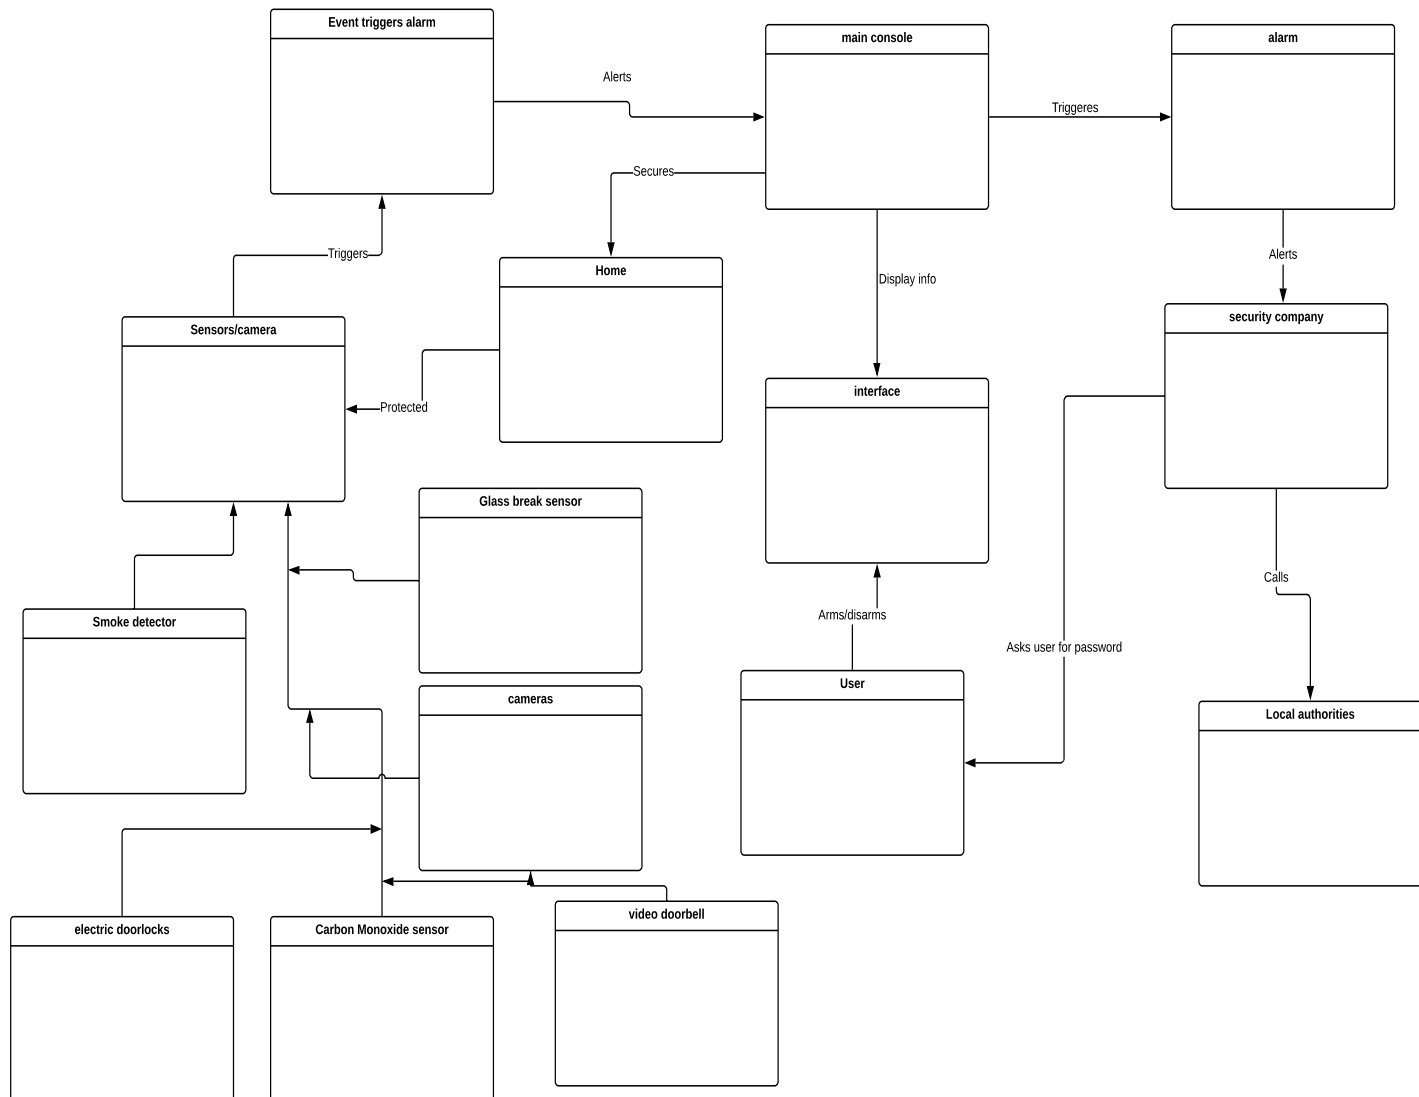 Event triggers alarm
main console
alarm
Alerts
Triggeres
Secures
Triggers
Alerts
Home
Display info
security company
Sensors/camera
interface
Protected
Glass break sensor
Calls
Smoke detector
Arms/disarms
Asks user for password
User
cameras
Local authorities
video doorbell
electric doorlocks
Carbon Monoxide sensor